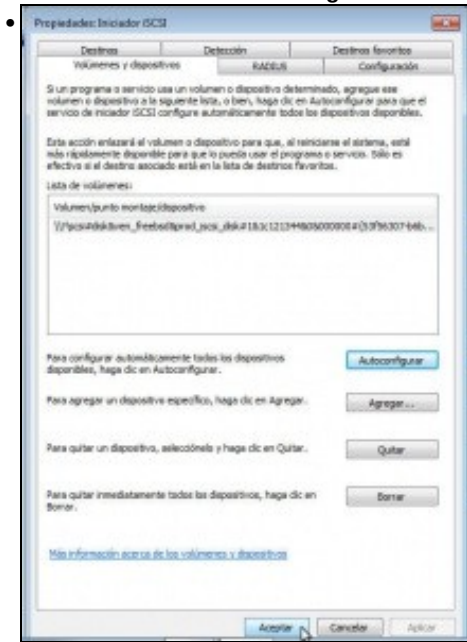 Propiedades: Iniciador iSCSI
Destinos
Detección
Destinos favoritos
Volúmenes y dispositivos
RADIUS
Configuración
Si un programa o servicio usa un volumen o dispositivo determinado, agregue ese
volumen o dispositivo a la siguiente lista, o bien, haga clic en Autoconfigurar para que el
servicio de iniciador iSCSI configure automáticamente todos los dispositivos disponibles.
Esta acción enlazará el volumen o dispositivo para que, al reiniciarse el sistema, esté
más rápidamente disponible para que lo pueda usar el programa o servicio. Sólo es
efectivo si el destino asociado está en la lista de destinos favoritos.
Lista de volúmenes:
Volumen/punto montaje/dispositivo
Para configurar automáticamente todos los dispositivos
disponibles, haga clic en Autoconfigurar.
Autoconfigurar
Para agregar un dispositivo específico, haga clic en Agregar.
Agregar...
Para quitar un dispositivo, selecciónelo y haga clic en Quitar.
Quitar
Para quitar inmediatamente todos los dispositivos, haga clic en
Borrar.
Borrar
Más información acerca de los volúmenes y dispositivos
Aceptar
Cancelar
Aplicar